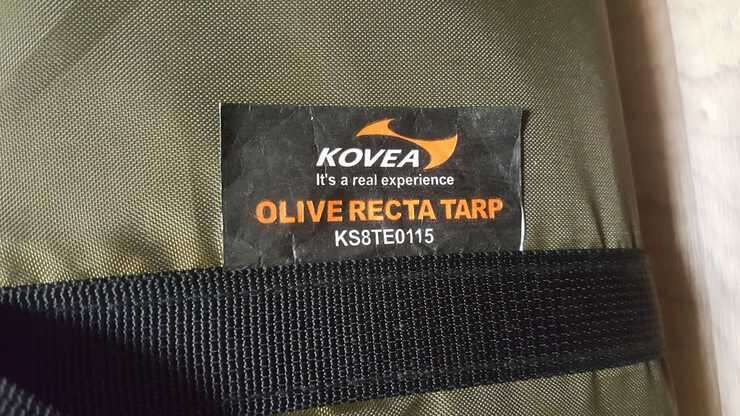 KOVEA
It's a real experience
OLIVE RECTA TARP
KS8TE0115